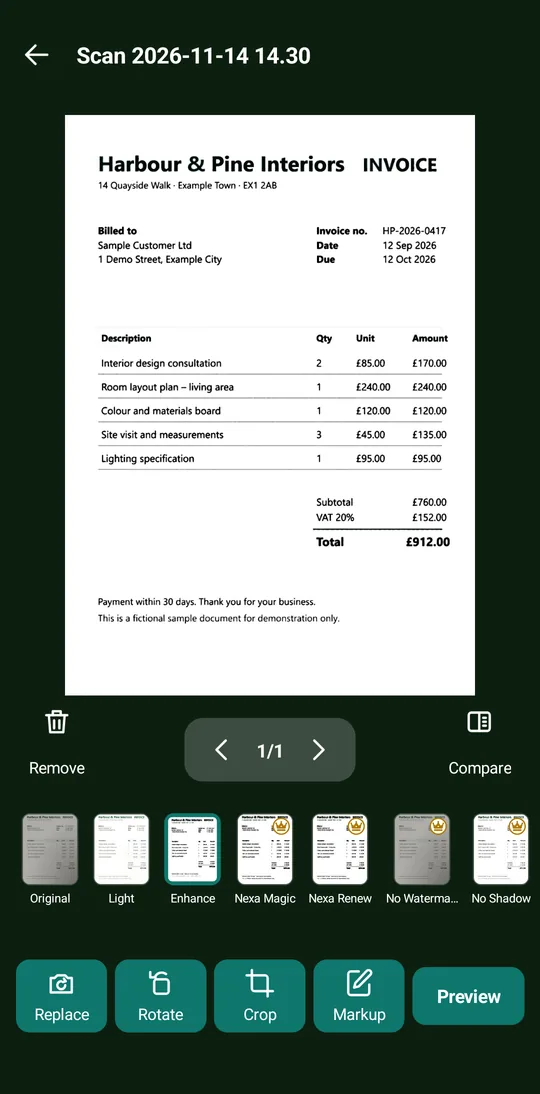 Scan 2026-11-14 14.30
Harbour & Pine Interiors INVOICE
14 Quayside Walk · Example Town · EX1 2AB
Billed to
Sample Customer Ltd
1 Demo Street, Example City
Invoice no. HP-2026-0417
Date 12 Sep 2026
Due 12 Oct 2026
Description Qty Unit Amount
Interior design consultation 2 £85.00 £170.00
Room layout plan – living area 1 £240.00 £240.00
Colour and materials board 1 £120.00 £120.00
Site visit and measurements 3 £45.00 £135.00
Lighting specification 1 £95.00 £95.00
Subtotal £760.00
VAT 20% £152.00
Total £912.00
Payment within 30 days. Thank you for your business.
This is a fictional sample document for demonstration only.
Remove
1/1
Compare
Original
Light
Enhance
Nexa Magic
Nexa Renew
No Waterma...
No Shadow
Replace
Rotate
Crop
Markup
Preview